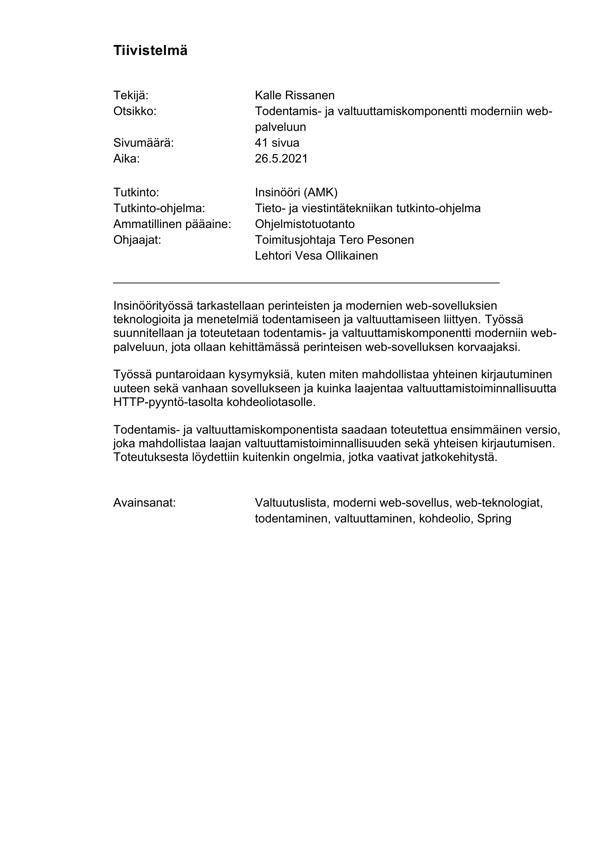 Tiivistelmä
Tekijä: Kalle Rissanen
Otsikko: Todentamis- ja valtuuttamiskomponentti moderniin web-
palveluun
Sivumäärä: 41 sivua
Aika: 26.5.2021
Tutkinto: Insinööri (AMK)
Tutkinto-ohjelma: Tieto- ja viestintätekniikan tutkinto-ohjelma
Ammatillinen pääaine: Ohjelmistotuotanto
Ohjaajat: Toimitusjohtaja Tero Pesonen
Lehtori Vesa Ollikainen
Insinöörityössä tarkastellaan perinteisten ja modernien web-sovelluksien
teknologioita ja menetelmiä todentamiseen ja valtuuttamiseen liittyen. Työssä
suunnitellaan ja toteutetaan todentamis- ja valtuuttamiskomponentti moderniin web-
palveluun, jota ollaan kehittämässä perinteisen web-sovelluksen korvaajaksi.
Työssä puntaroidaan kysymyksiä, kuten miten mahdollistaa yhteinen kirjautuminen
uuteen sekä vanhaan sovellukseen ja kuinka laajentaa valtuuttamistoiminnallisuutta
HTTP-pyyntö-tasolta kohdeoliotasolle.
Todentamis- ja valtuuttamiskomponentista saadaan toteutettua ensimmäinen versio,
joka mahdollistaa laajan valtuuttamistoiminnallisuuden sekä yhteisen kirjautumisen.
Toteutuksesta löydettiin kuitenkin ongelmia, jotka vaativat jatkokehitystä.
Avainsanat: Valtuutuslista, moderni web-sovellus, web-teknologiat,
todentaminen, valtuuttaminen, kohdeolio, Spring